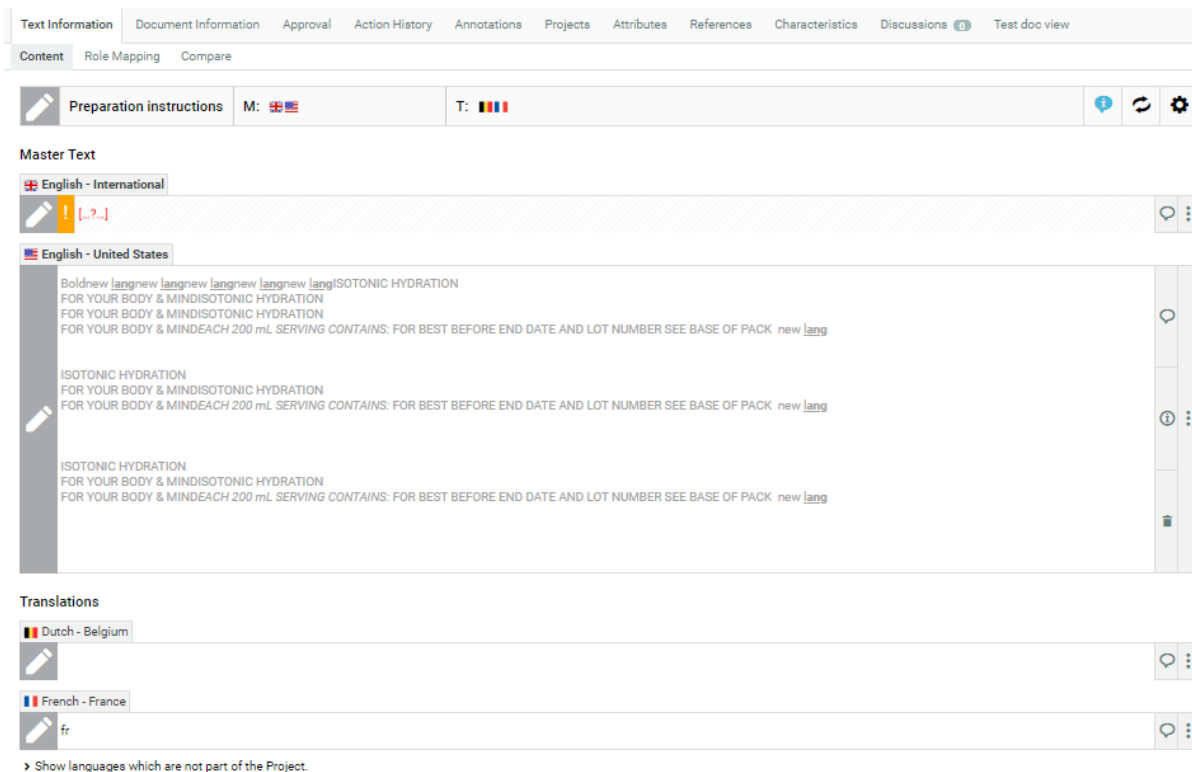 Text Information Document Information Approval Action History Annotations Projects Attributes References Characteristics Discussions 0 Test doc view
Content Role Mapping Compare
Preparation instructions M: T:
Master Text
English - International
! [...?...]
English - United States
Boldnew langnew langnew langnew langnew langISOTONIC HYDRATION
FOR YOUR BODY & MINDISOTONIC HYDRATION
FOR YOUR BODY & MINDISOTONIC HYDRATION
FOR YOUR BODY & MINDEACH 200 mL SERVING CONTAINS: FOR BEST BEFORE END DATE AND LOT NUMBER SEE BASE OF PACK new lang
ISOTONIC HYDRATION
FOR YOUR BODY & MINDISOTONIC HYDRATION
FOR YOUR BODY & MINDEACH 200 mL SERVING CONTAINS: FOR BEST BEFORE END DATE AND LOT NUMBER SEE BASE OF PACK new lang
ISOTONIC HYDRATION
FOR YOUR BODY & MINDISOTONIC HYDRATION
FOR YOUR BODY & MINDEACH 200 mL SERVING CONTAINS: FOR BEST BEFORE END DATE AND LOT NUMBER SEE BASE OF PACK new lang
Translations
Dutch - Belgium
French - France
fr
Show languages which are not part of the Project.